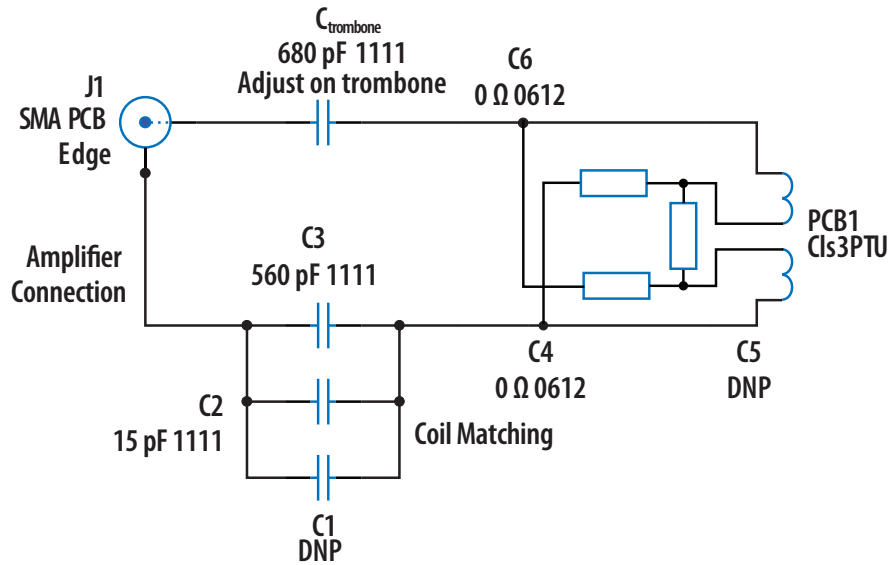 C trombone
680 pF 1111
Adjust on trombone
J1
SMA PCB
Edge
C6
0 Ω 0612
PCB1
Cls3PTU
Amplifier
Connection
C3
560 pF 1111
C4
0 Ω 0612
C5
DNP
C2
15 pF 1111
Coil Matching
C1
DNP